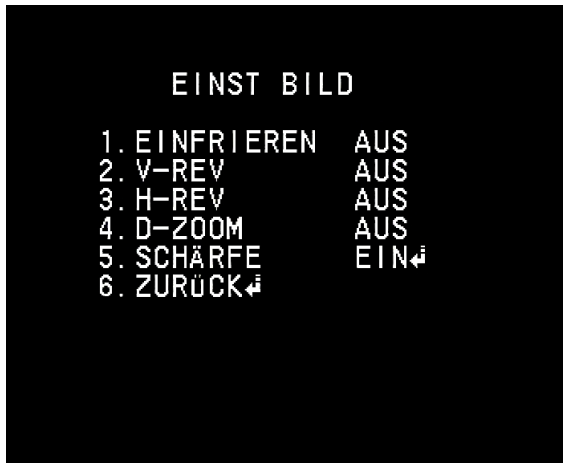 EINST BILD
1. EINFRIEREN AUS
2. V-REV AUS
3. H-REV AUS
4. D-ZOOM AUS
5. SCHÄRFE EIN↲
6. ZURÜCK↲